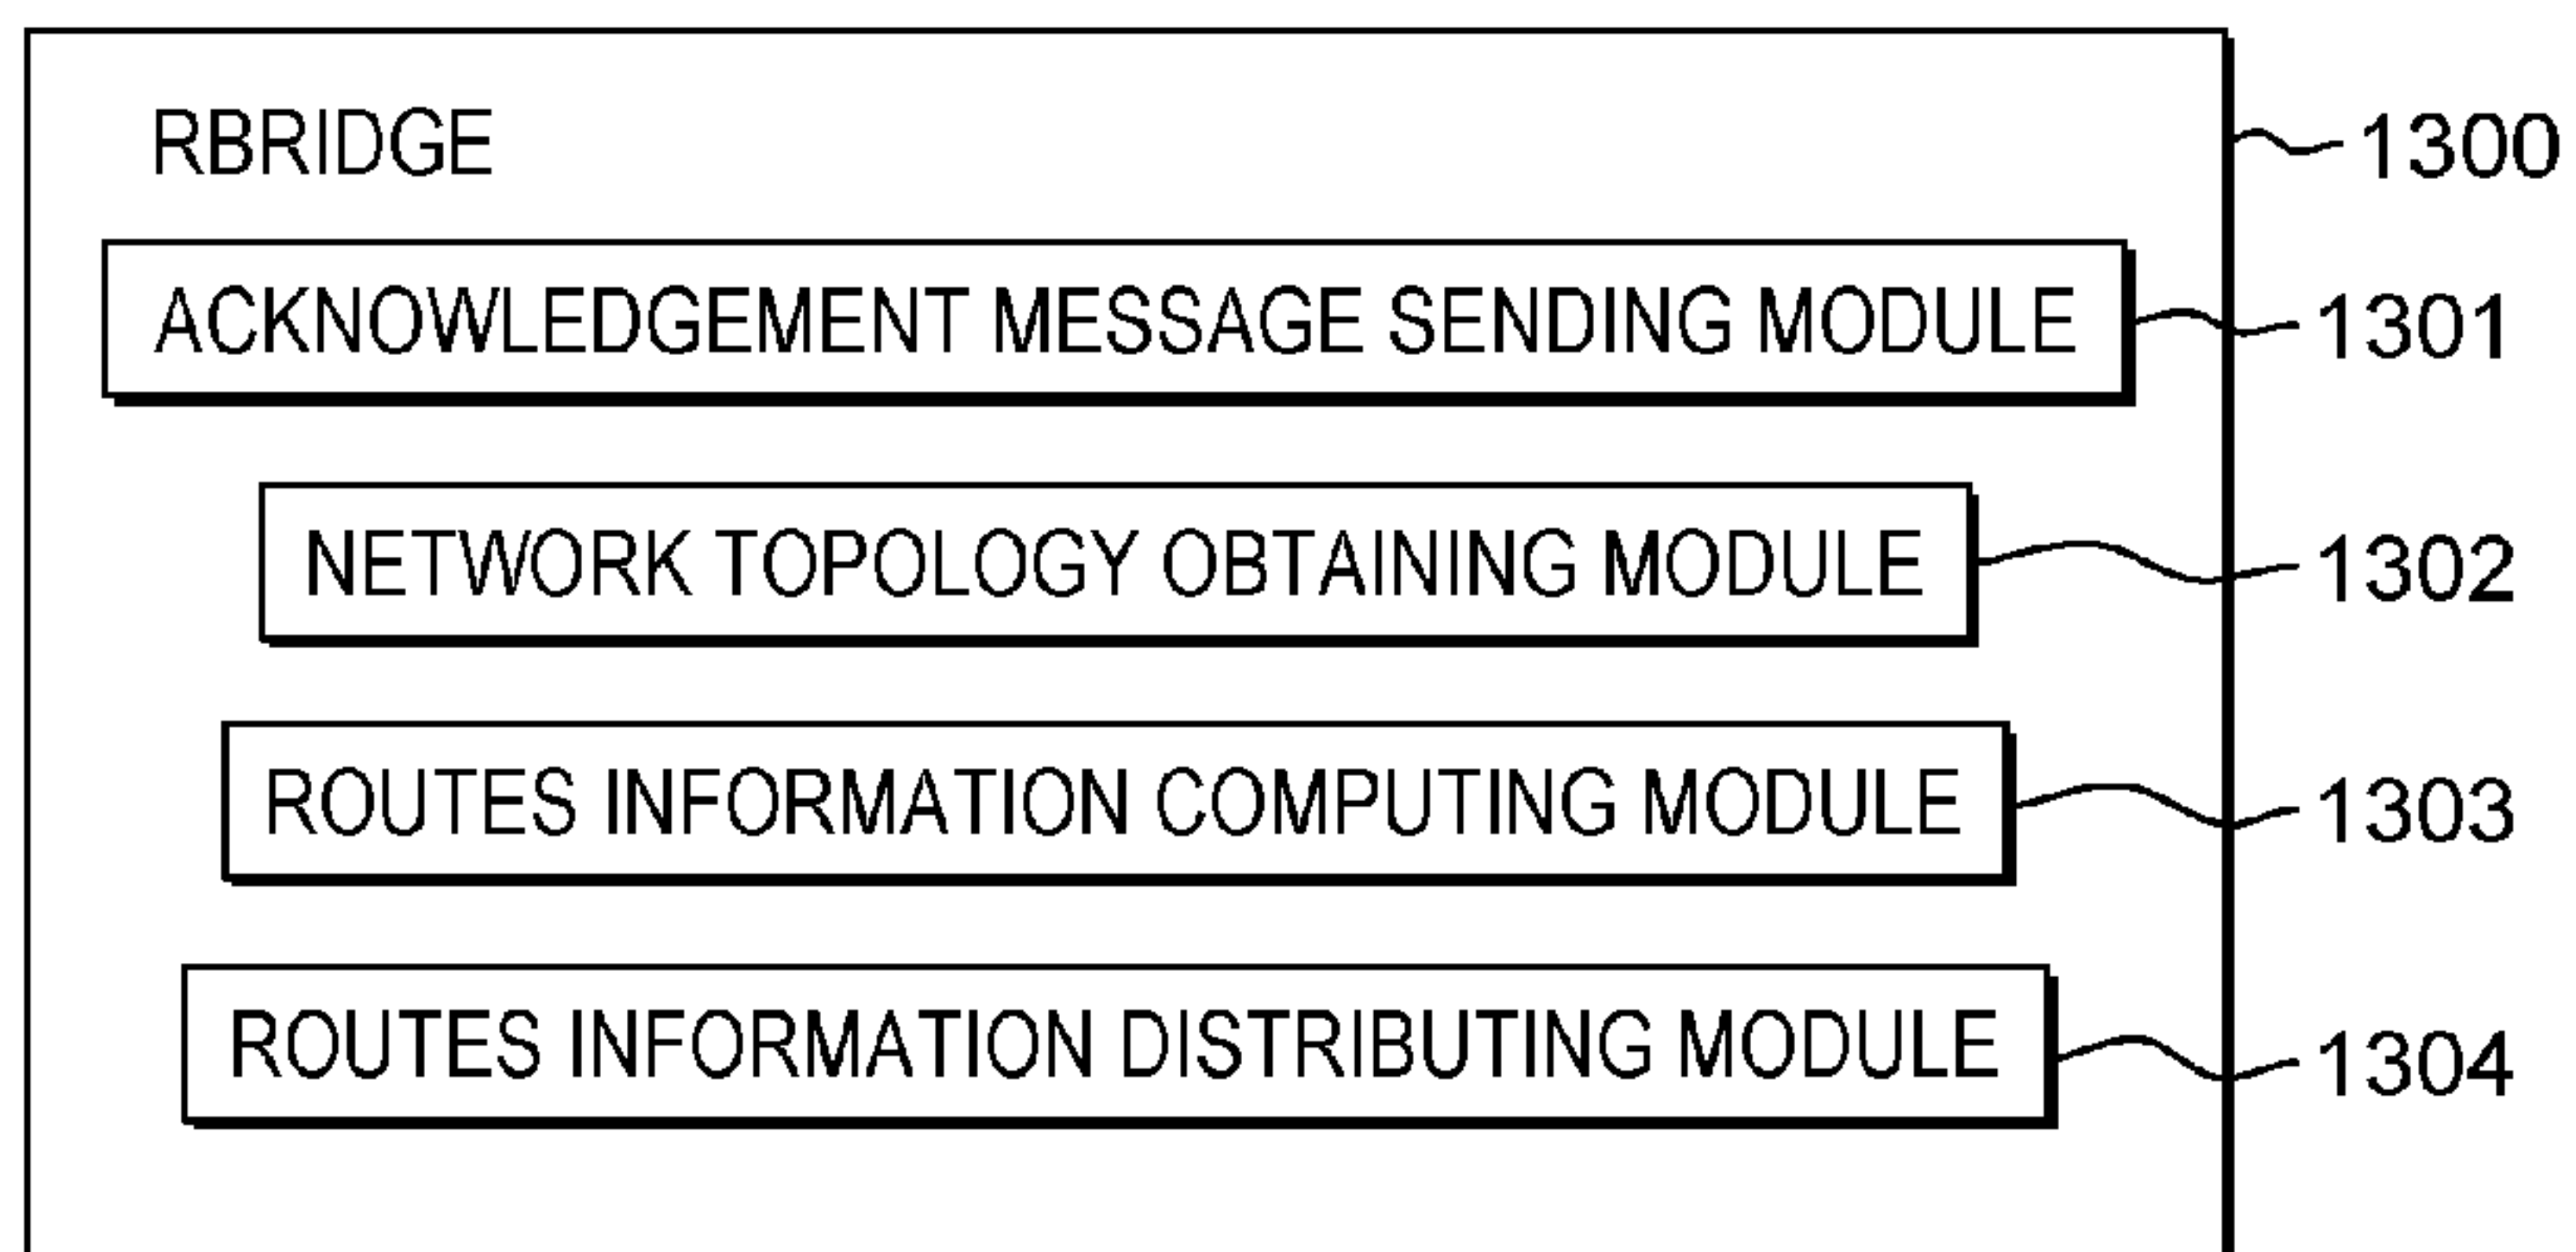 RBRIDGE
1300
ACKNOWLEDGEMENT MESSAGE SENDING MODULE
1301
NETWORK TOPOLOGY OBTAINING MODULE
1302
ROUTES INFORMATION COMPUTING MODULE
1303
ROUTES INFORMATION DISTRIBUTING MODULE
1304